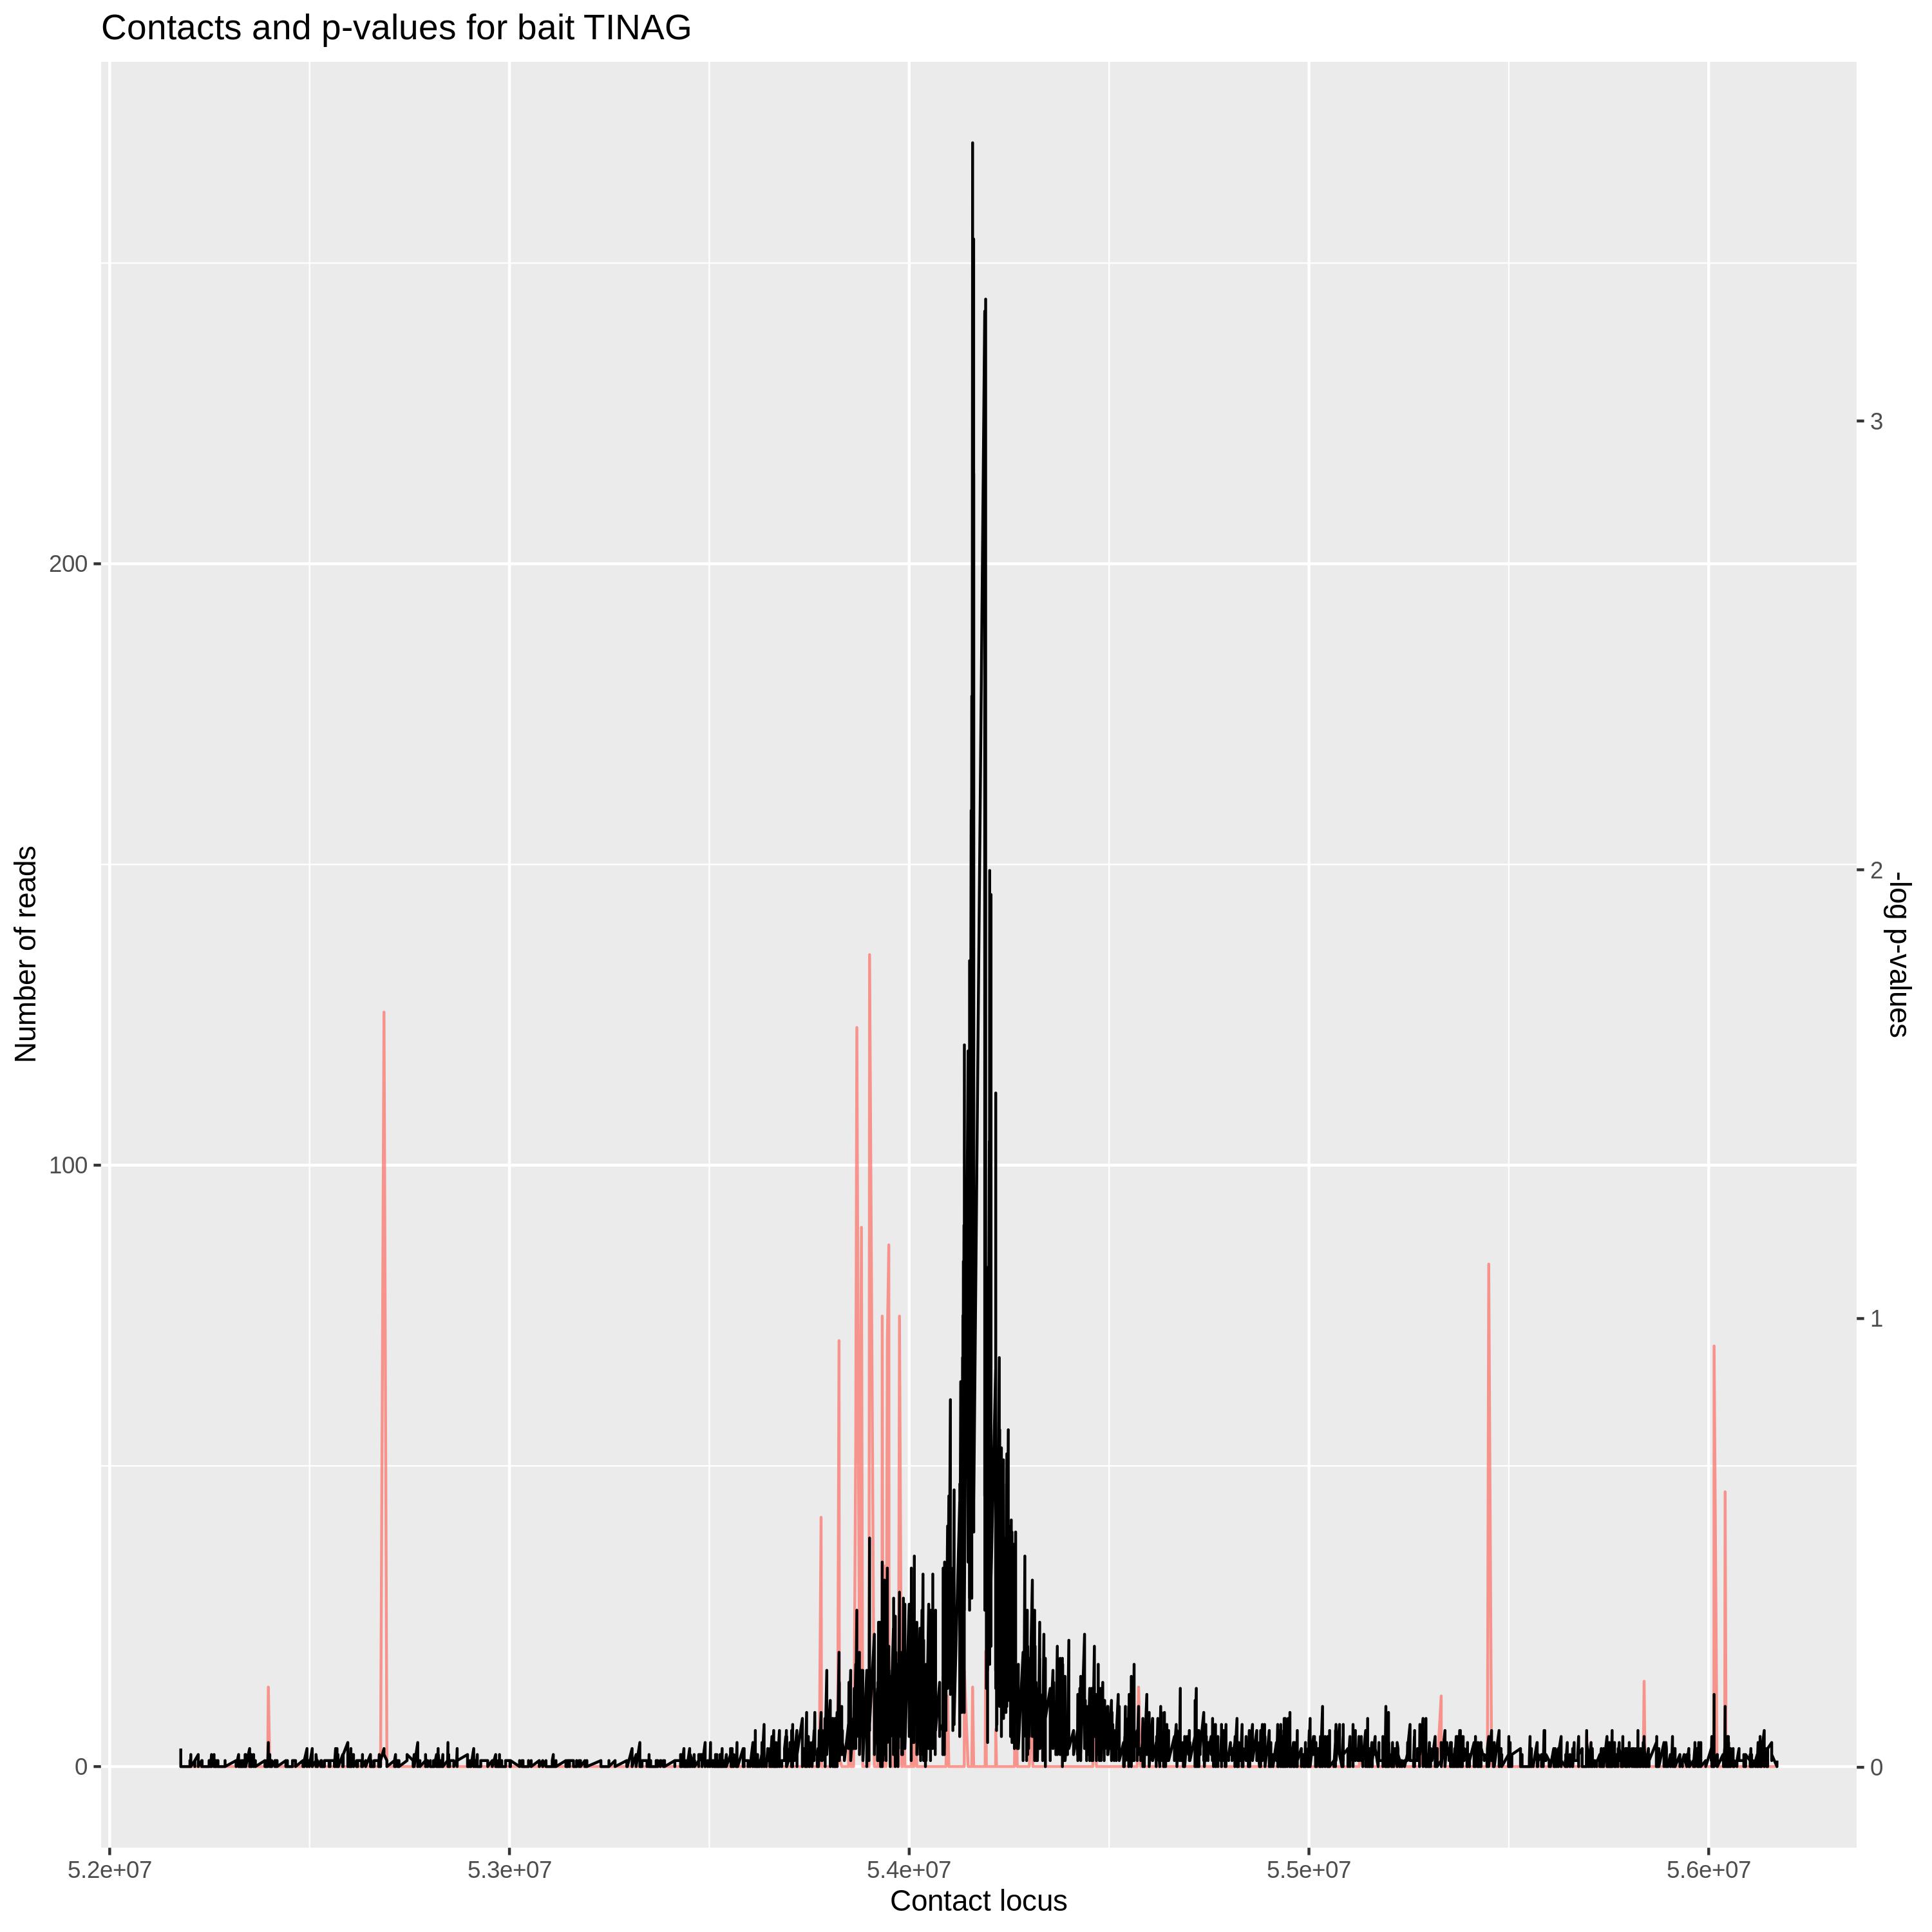 Contacts and p-values for bait TINAG
Number of reads
200
100
0
3
2
1
0
-log p-values
5.2e+07 5.3e+07 5.4e+07 5.5e+07 5.6e+07
Contact locus